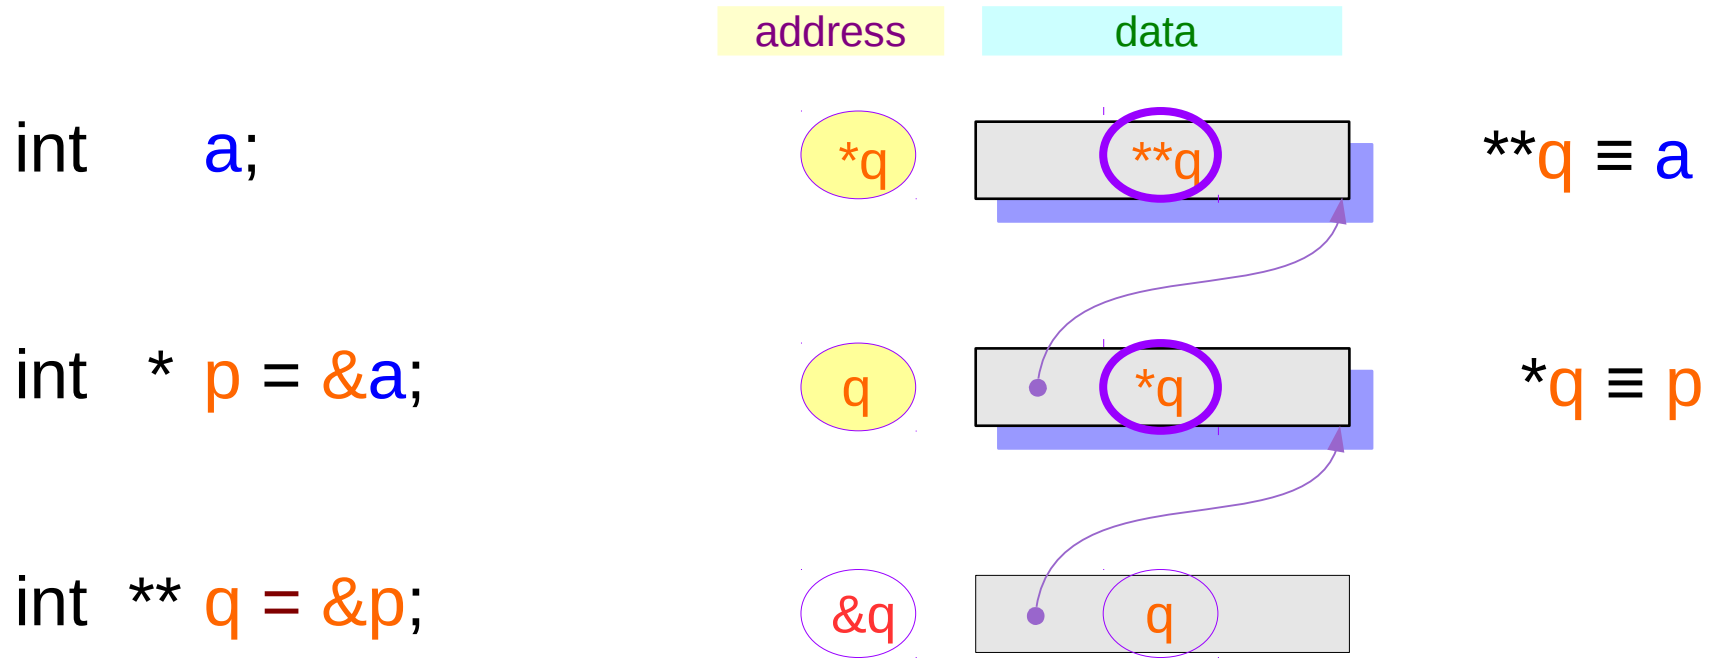 address data
int a; *q **q **q ≡ a
int * p = &a; q *q *q ≡ p
int ** q = &p; &q q